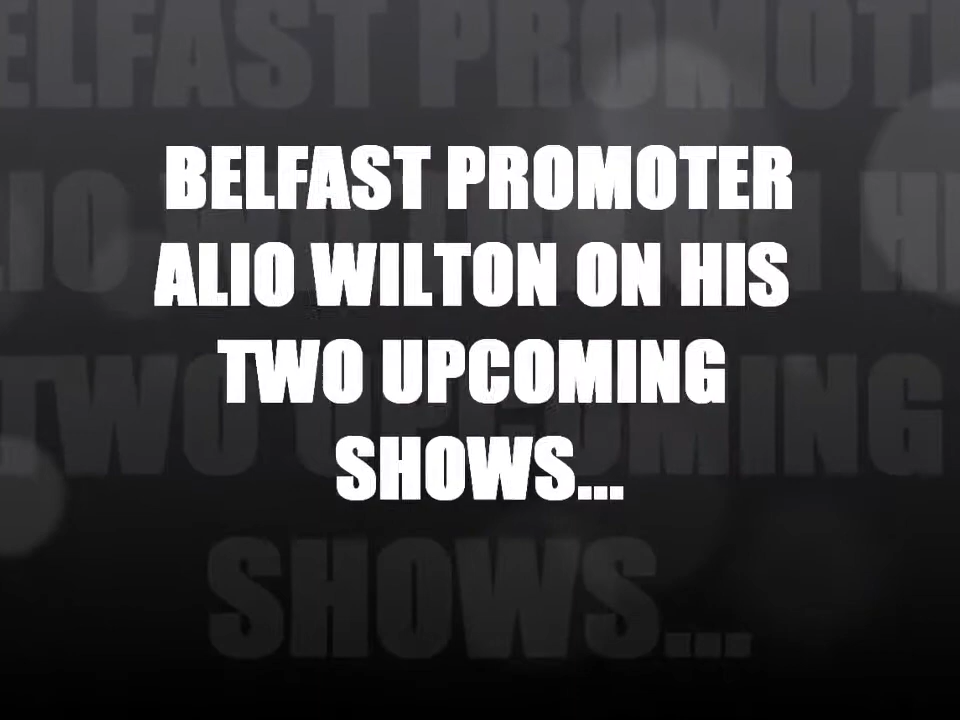 BELFAST PROMOTER
ALIO WILTON ON HIS
TWO UPCOMING
SHOWS...